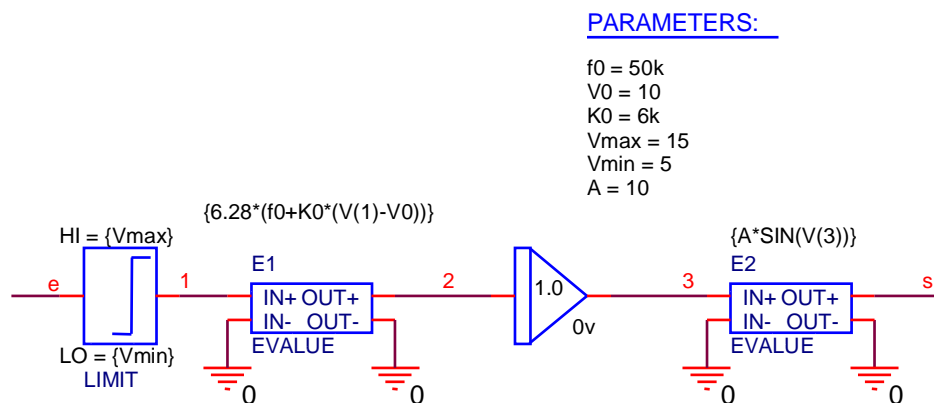 PARAMETERS:
f0 = 50k
V0 = 10
K0 = 6k
Vmax = 15
Vmin = 5
A = 10
{6.28*(f0+K0*(V(1)-V0))}
{A*SIN(V(3))}
HI = {Vmax}
E1
E2
e
1
2
3
s
IN+ OUT+
IN- OUT-
1.0
IN+ OUT+
IN- OUT-
0v
LO = {Vmin}
EVALUE
EVALUE
LIMIT
0
0
0
0